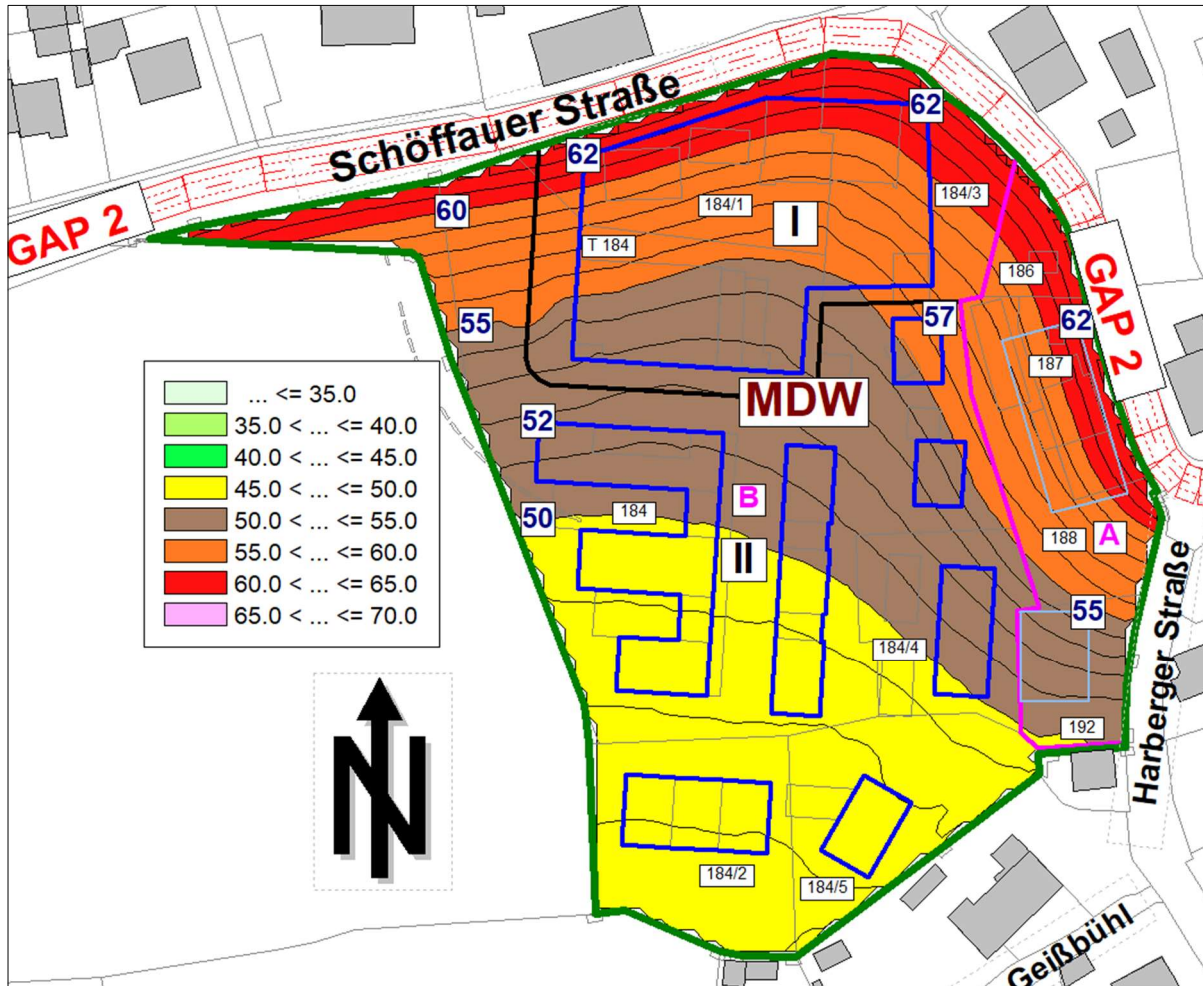 Schöffauer Straße
GAP 2
62
62
60
184/1
184/3
I
T 184
186
GAP 2
55
57
62
187
... <= 35.0
35.0 < ... <= 40.0
40.0 < ... <= 45.0
45.0 < ... <= 50.0
50.0 < ... <= 55.0
55.0 < ... <= 60.0
60.0 < ... <= 65.0
65.0 < ... <= 70.0
MDW
52
B
50
184
II
188
A
55
184/4
192
Harberger Straße
N
184/2
184/5
Geißbühl